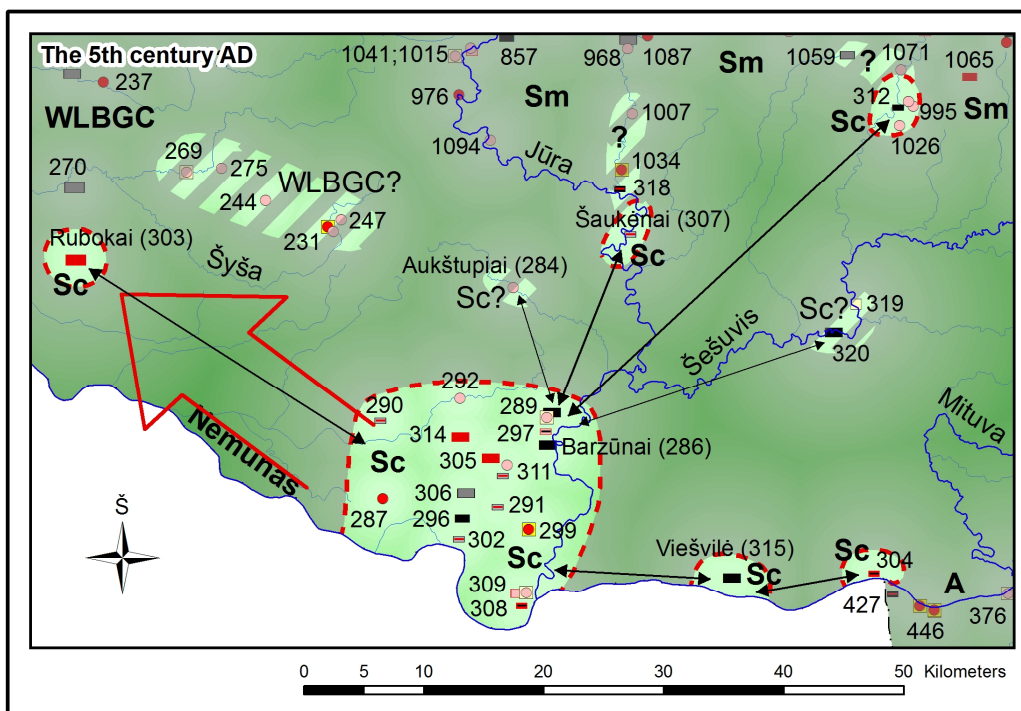 The 5th century AD
1041;1015
857
968
1087
1059
?
1071
1065
237
976
Sm
Sm
312
995
Sm
WLBGC
1007
Sc
1026
?
269
275
1094
Jūra
1034
270
244
WLBGC?
318
247
231
Šaukėnai (307)
Rubokai (303)
Šyša
Sc
Sc
Aukštupiai (284)
Sc?
Sc?
319
Šešuvis
320
292
290
289
Mituva
314
297
Nemunas
Barzūnai (286)
Sc
305
311
306
287
291
296
299
Š
302
Sc
Viešvilė (315)
Sc
304
Sc
309
308
427
A
446
376
0
10
20
30
40
50
Kilometers